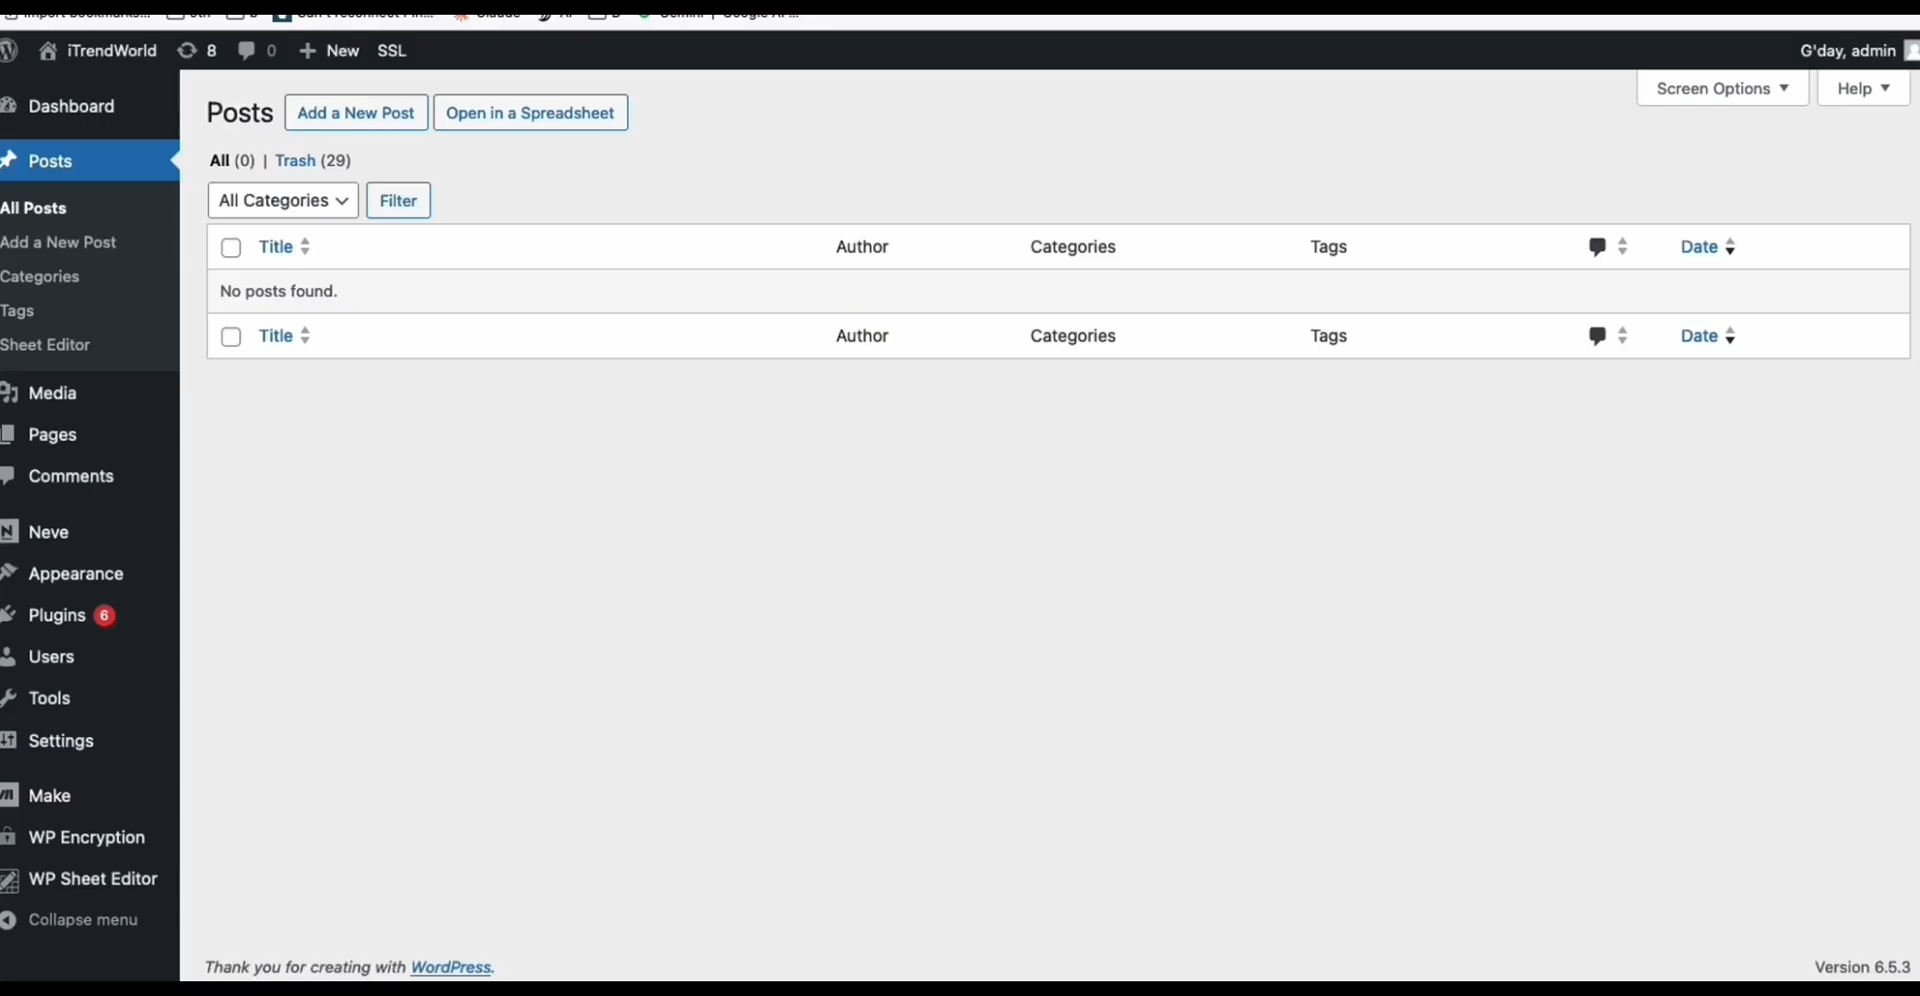 iTrendWorld 8 0 New SSL G'day, admin
Dashboard
Posts
All Posts
Add a New Post
Categories
Tags
Sheet Editor
Media
Pages
Comments
Neve
Appearance
Plugins 6
Users
Tools
Settings
Make
WP Encryption
WP Sheet Editor
Collapse menu
Screen Options Help
Posts Add a New Post Open in a Spreadsheet
All (0) | Trash (29)
All Categories Filter
Title Author Categories Tags Date
No posts found.
Title Author Categories Tags Date
Thank you for creating with WordPress.
Version 6.5.3